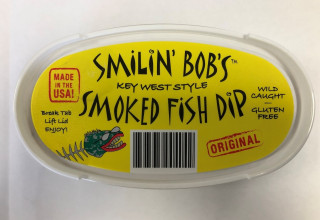 SMILIN' BOB'S™
KEY WEST STYLE
SMOKED FISH DIP
MADE
IN THE
USA!
Break Tab
Lift Lid
ENJOY!
WILD
CAUGHT
GLUTEN
FREE
ORIGINAL